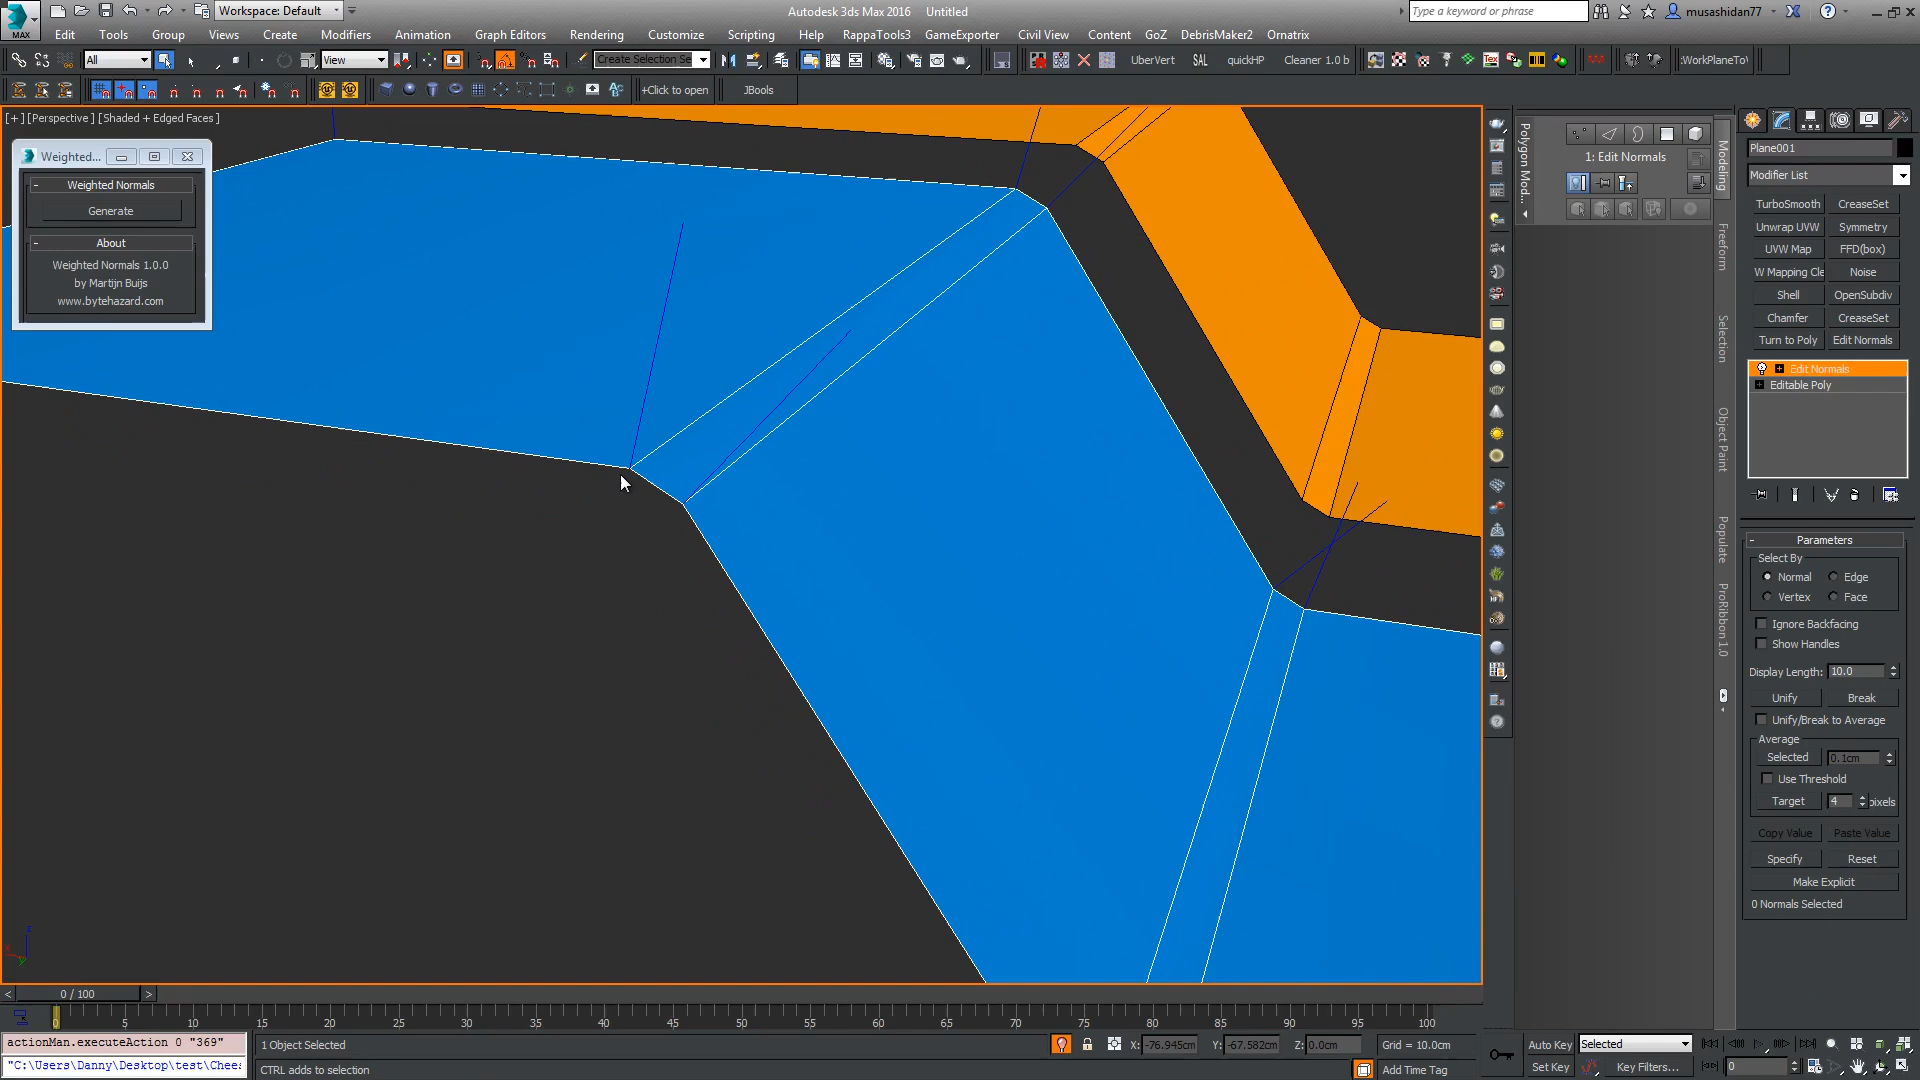 Workspace: Default
Autodesk 3ds Max 2016 Untitled
Type a keyword or phrase
musashidan77
MAX
Edit Tools Group Views Create Modifiers Animation Graph Editors Rendering Customize Scripting Help RappaTools3 GameExporter Civil View Content GoZ DebrisMaker2 Ornatrix
All
View
Create Selection Se
UberVert SAL quickHP Cleaner 1.0 b
Tex
:WorkPlaneTo\
+Click to open JBools
[+] [Perspective] [Shaded + Edged Faces]
Weighted...
Weighted Normals
Generate
About
Weighted Normals 1.0.0
by Martijn Buijs
www.bytehazard.com
Polygon Mod...
1: Edit Normals
Modeling
Freeform
Selection
Object Paint
Populate
ProRibbon 1.0
Plane001
Modifier List
TurboSmooth CreaseSet
Unwrap UVW Symmetry
UVW Map FFD(box)
W Mapping Cle Noise
Shell OpenSubdiv
Chamfer CreaseSet
Turn to Poly Edit Normals
Edit Normals
Editable Poly
- Parameters
Select By
Normal Edge
Vertex Face
Ignore Backfacing
Show Handles
Display Length: 10.0
Unify Break
Unify/Break to Average
Average
Selected 0.1cm
Use Threshold
Target 4 pixels
Copy Value Paste Value
Specify Reset
Make Explicit
0 Normals Selected
z
x
y
< 0 / 100 >
0 5 10 15 20 25 30 35 40 45 50 55 60 65 70 75 80 85 90 95 100
actionMan.executeAction 0 "369"
"C:\Users\Danny\Desktop\test\Chee
1 Object Selected
CTRL adds to selection
X: -76.945cm Y: -67.582cm Z: 0.0cm Grid = 10.0cm
Add Time Tag
Auto Key Selected
Set Key Key Filters...
0